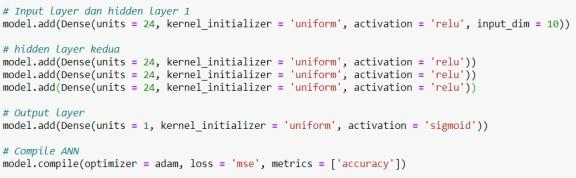 # Input layer dan hidden layer 1
model.add(Dense(units = 24, kernel_initializer = 'uniform', activation = 'relu', input_dim = 10))
# hidden layer kedua
model.add(Dense(units = 24, kernel_initializer = 'uniform', activation = 'relu'))
model.add(Dense(units = 24, kernel_initializer = 'uniform', activation = 'relu'))
model.add(Dense(units = 24, kernel_initializer = 'uniform', activation = 'relu'))
# Output layer
model.add(Dense(units = 1, kernel_initializer = 'uniform', activation = 'sigmoid'))
# Compile ANN
model.compile(optimizer = adam, loss = 'mse', metrics = ['accuracy'])